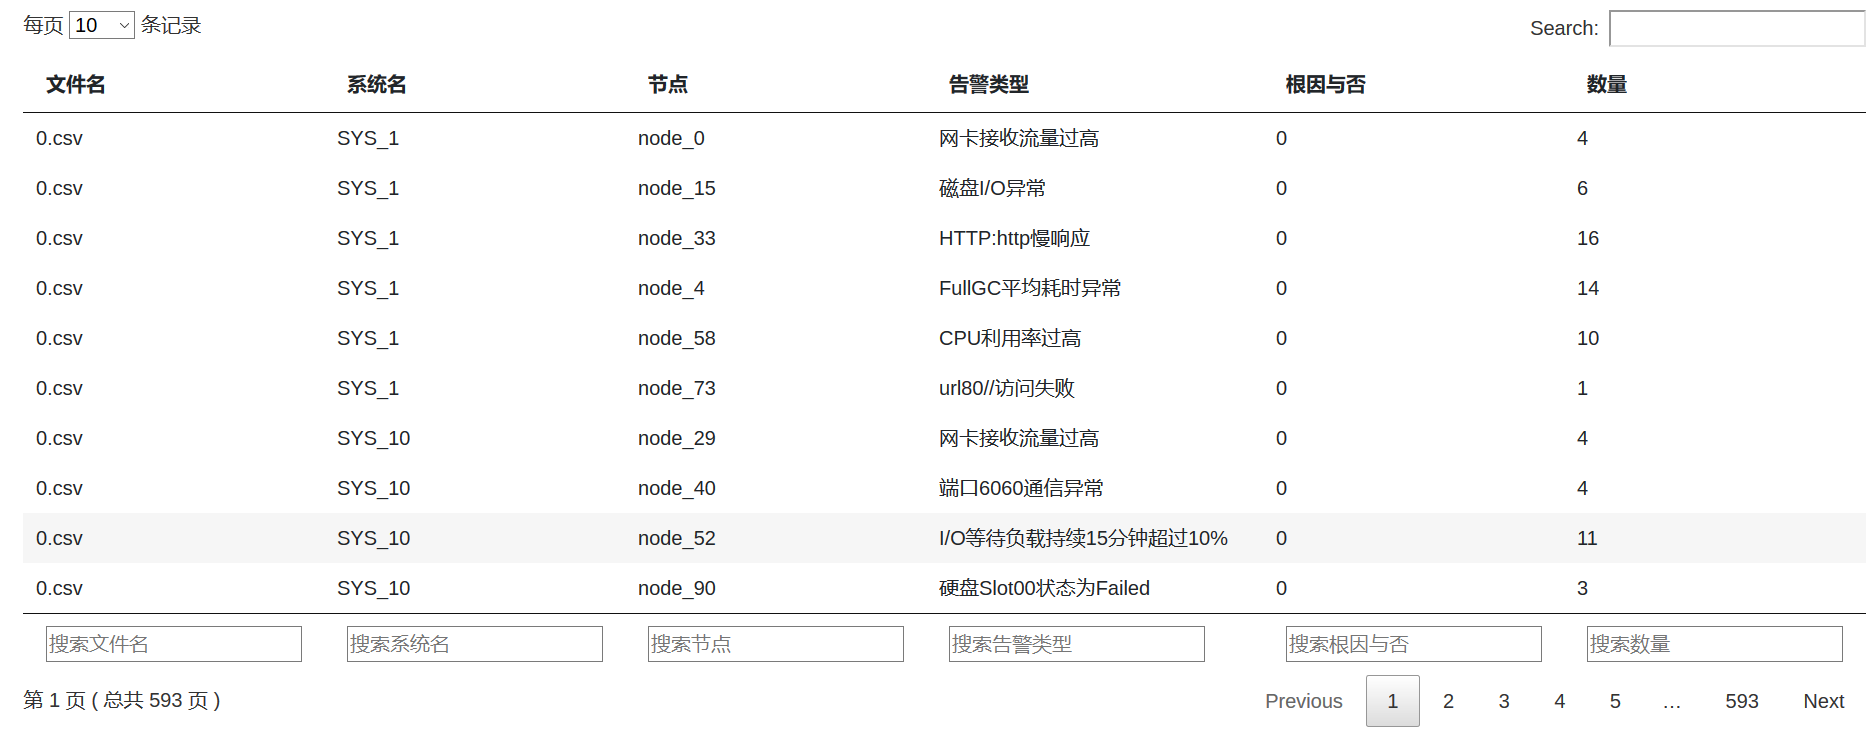 每页 10 条记录 Search:
文件名 系统名 节点 告警类型 根因与否 数量
0.csv SYS_1 node_0 网卡接收流量过高 0 4
0.csv SYS_1 node_15 磁盘I/O异常 0 6
0.csv SYS_1 node_33 HTTP:http慢响应 0 16
0.csv SYS_1 node_4 FullGC平均耗时异常 0 14
0.csv SYS_1 node_58 CPU利用率过高 0 10
0.csv SYS_1 node_73 url80//访问失败 0 1
0.csv SYS_10 node_29 网卡接收流量过高 0 4
0.csv SYS_10 node_40 端口6060通信异常 0 4
0.csv SYS_10 node_52 I/O等待负载持续15分钟超过10% 0 11
0.csv SYS_10 node_90 硬盘Slot00状态为Failed 0 3
搜索文件名 搜索系统名 搜索节点 搜索告警类型 搜索根因与否 搜索数量
第 1 页 ( 总共 593 页 ) Previous 1 2 3 4 5 … 593 Next